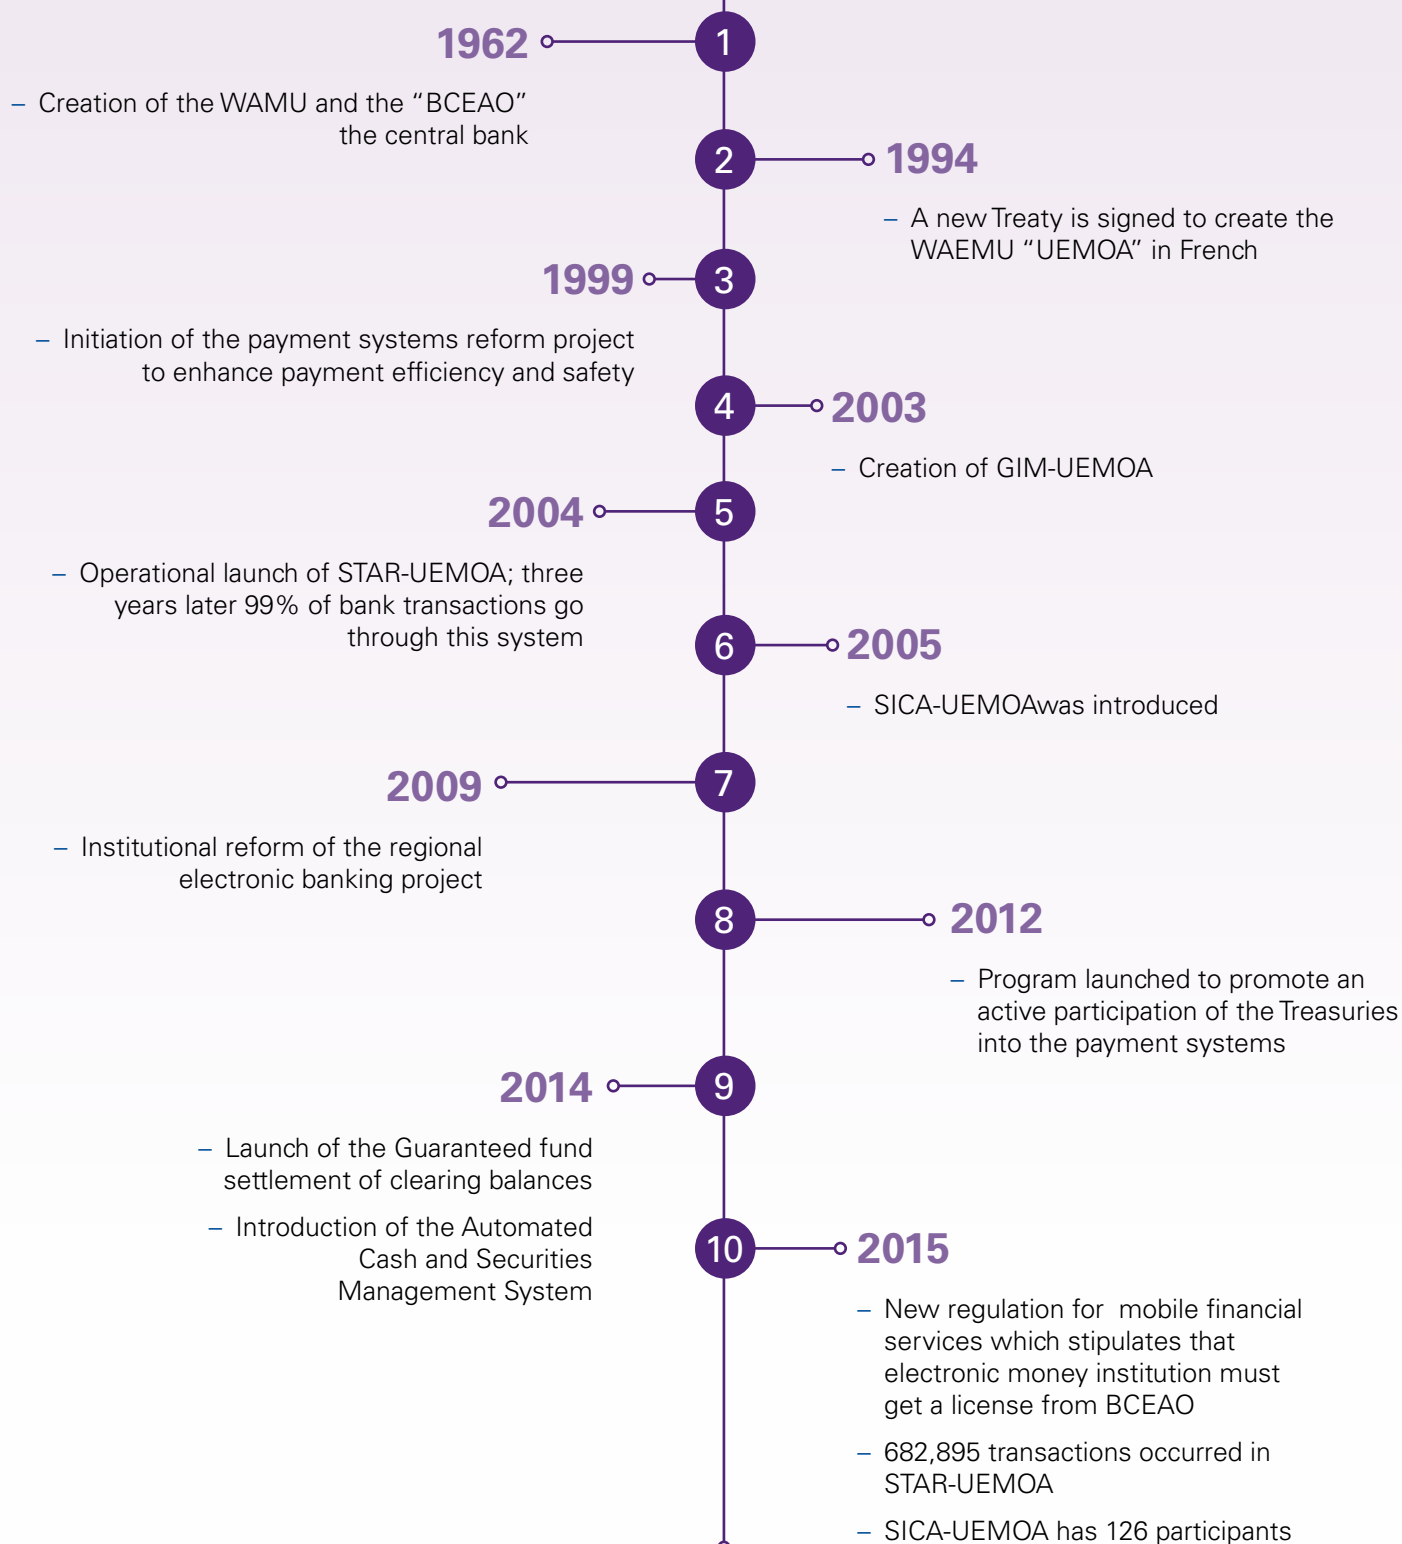 1962
1
– Creation of the WAMU and the “BCEAO”
the central bank
2
1994
– A new Treaty is signed to create the
WAEMU “UEMOA” in French
1999
3
– Initiation of the payment systems reform project
to enhance payment efficiency and safety
4
2003
– Creation of GIM-UEMOA
2004
5
– Operational launch of STAR-UEMOA; three
years later 99% of bank transactions go
through this system
6
2005
– SICA-UEMOAwas introduced
2009
7
– Institutional reform of the regional
electronic banking project
8
2012
– Program launched to promote an
active participation of the Treasuries
into the payment systems
2014
9
– Launch of the Guaranteed fund
settlement of clearing balances
– Introduction of the Automated
Cash and Securities
Management System
10
2015
– New regulation for  mobile financial
services which stipulates that
electronic money institution must
get a license from BCEAO
– 682,895 transactions occurred in
STAR-UEMOA
– SICA-UEMOA has 126 participants